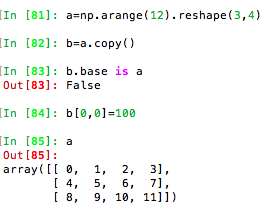 In [81]: a=np.arange(12).reshape(3,4)
In [82]: b=a.copy()
In [83]: b.base is a
Out[83]: False
In [84]: b[0,0]=100
In [85]: a
Out[85]:
array([[ 0,  1,  2,  3],
       [ 4,  5,  6,  7],
       [ 8,  9, 10, 11]])